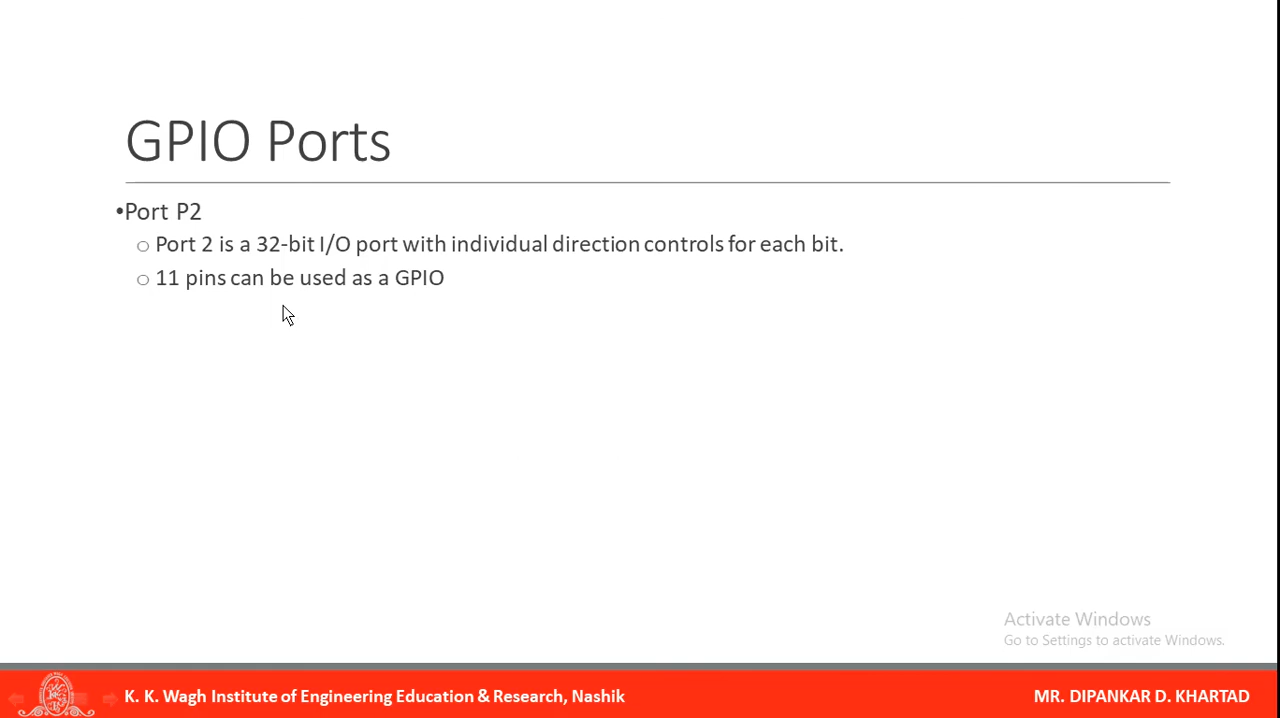 GPIO Ports
•Port P2
○ Port 2 is a 32-bit I/O port with individual direction controls for each bit.
○ 11 pins can be used as a GPIO
Activate Windows
Go to Settings to activate Windows.
K. K. Wagh Institute of Engineering Education & Research, Nashik
MR. DIPANKAR D. KHARTAD